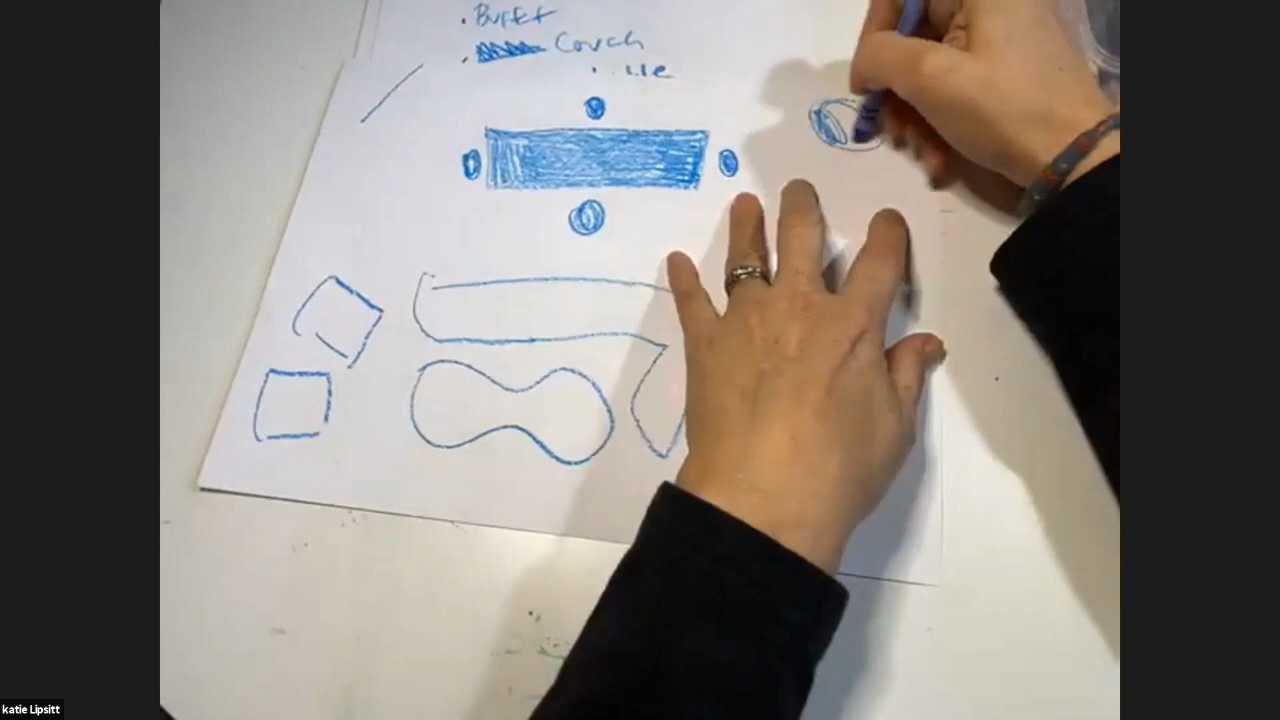 • Buffet
• Couch
katie Lipsitt